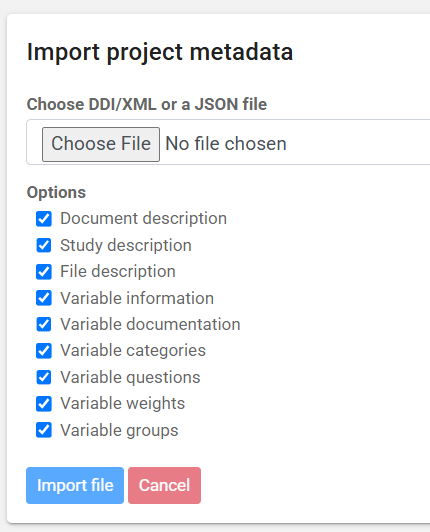 Import project metadata
Choose DDI/XML or a JSON file
Choose File No file chosen
Options
Document description
Study description
File description
Variable information
Variable documentation
Variable categories
Variable questions
Variable weights
Variable groups
Import file Cancel